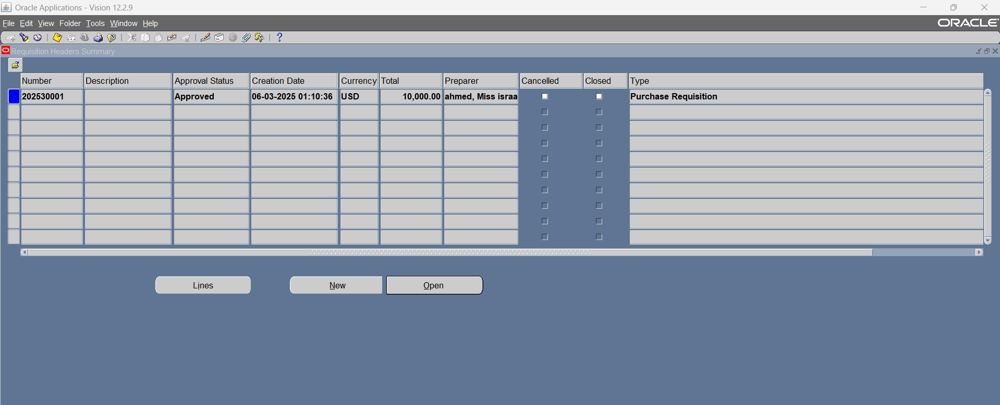 Oracle Applications - Vision 12.2.9
File Edit View Folder Tools Window Help
ORACLE
Requisition Headers Summary
Number Description Approval Status Creation Date Currency Total Preparer Cancelled Closed Type
202530001 Approved 06-03-2025 01:10:36 USD 10,000.00 ahmed, Miss israa Purchase Requisition
Lines New Open